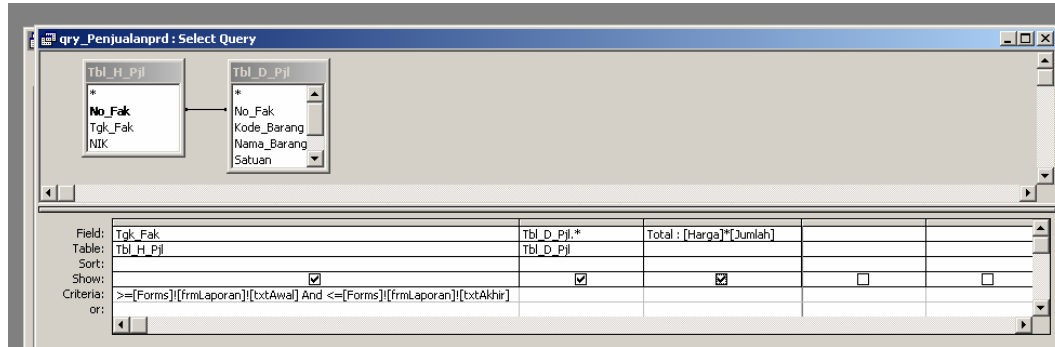 qry_Penjualanprd : Select Query
Tbl_H_Pjl
*
No_Fak
Tgk_Fak
NIK
Tbl_D_Pjl
*
No_Fak
Kode_Barang
Nama_Barang
Satuan
Field: Tgk_Fak Tbl_D_Pjl.* Total : [Harga]*[Jumlah]
Table: Tbl_H_Pjl Tbl_D_Pjl
Sort:
Show:
Criteria: >=[Forms]![frmLaporan]![txtAwal] And <=[Forms]![frmLaporan]![txtAkhir]
or: